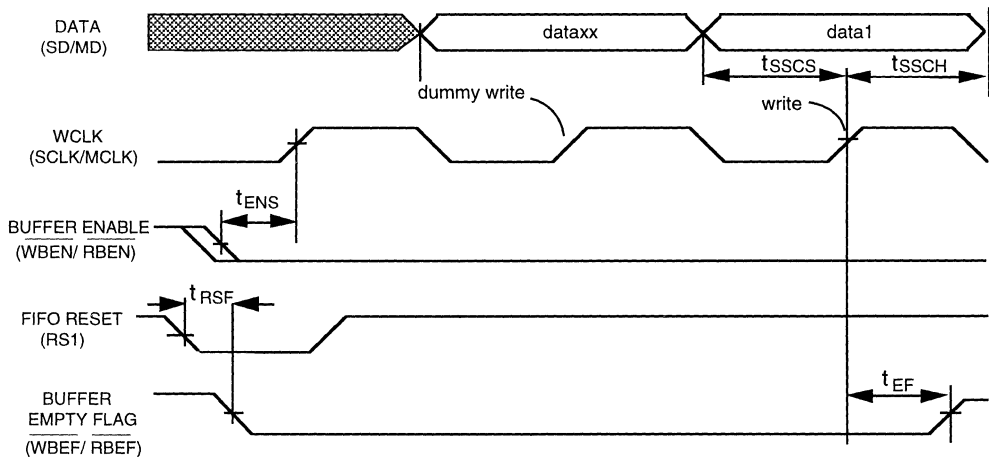 DATA
(SD/MD)
dataxx
data1
tSSCS
tSSCH
dummy write
write
WCLK
(SCLK/MCLK)
tENS
BUFFER ENABLE
(WBEN/ RBEN)
tRSF
FIFO RESET
(RS1)
tEF
BUFFER
EMPTY FLAG
(WBEF/ RBEF)